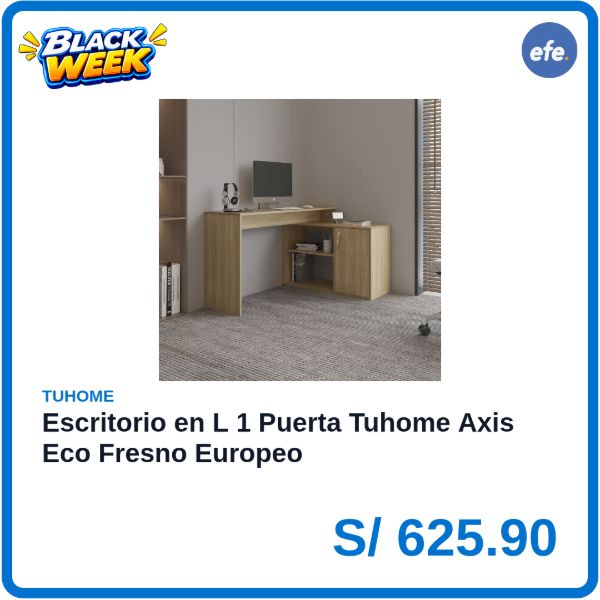 BLACK
WEEK
efe.
TUHOME
Escritorio en L 1 Puerta Tuhome Axis
Eco Fresno Europeo
S/ 625.90